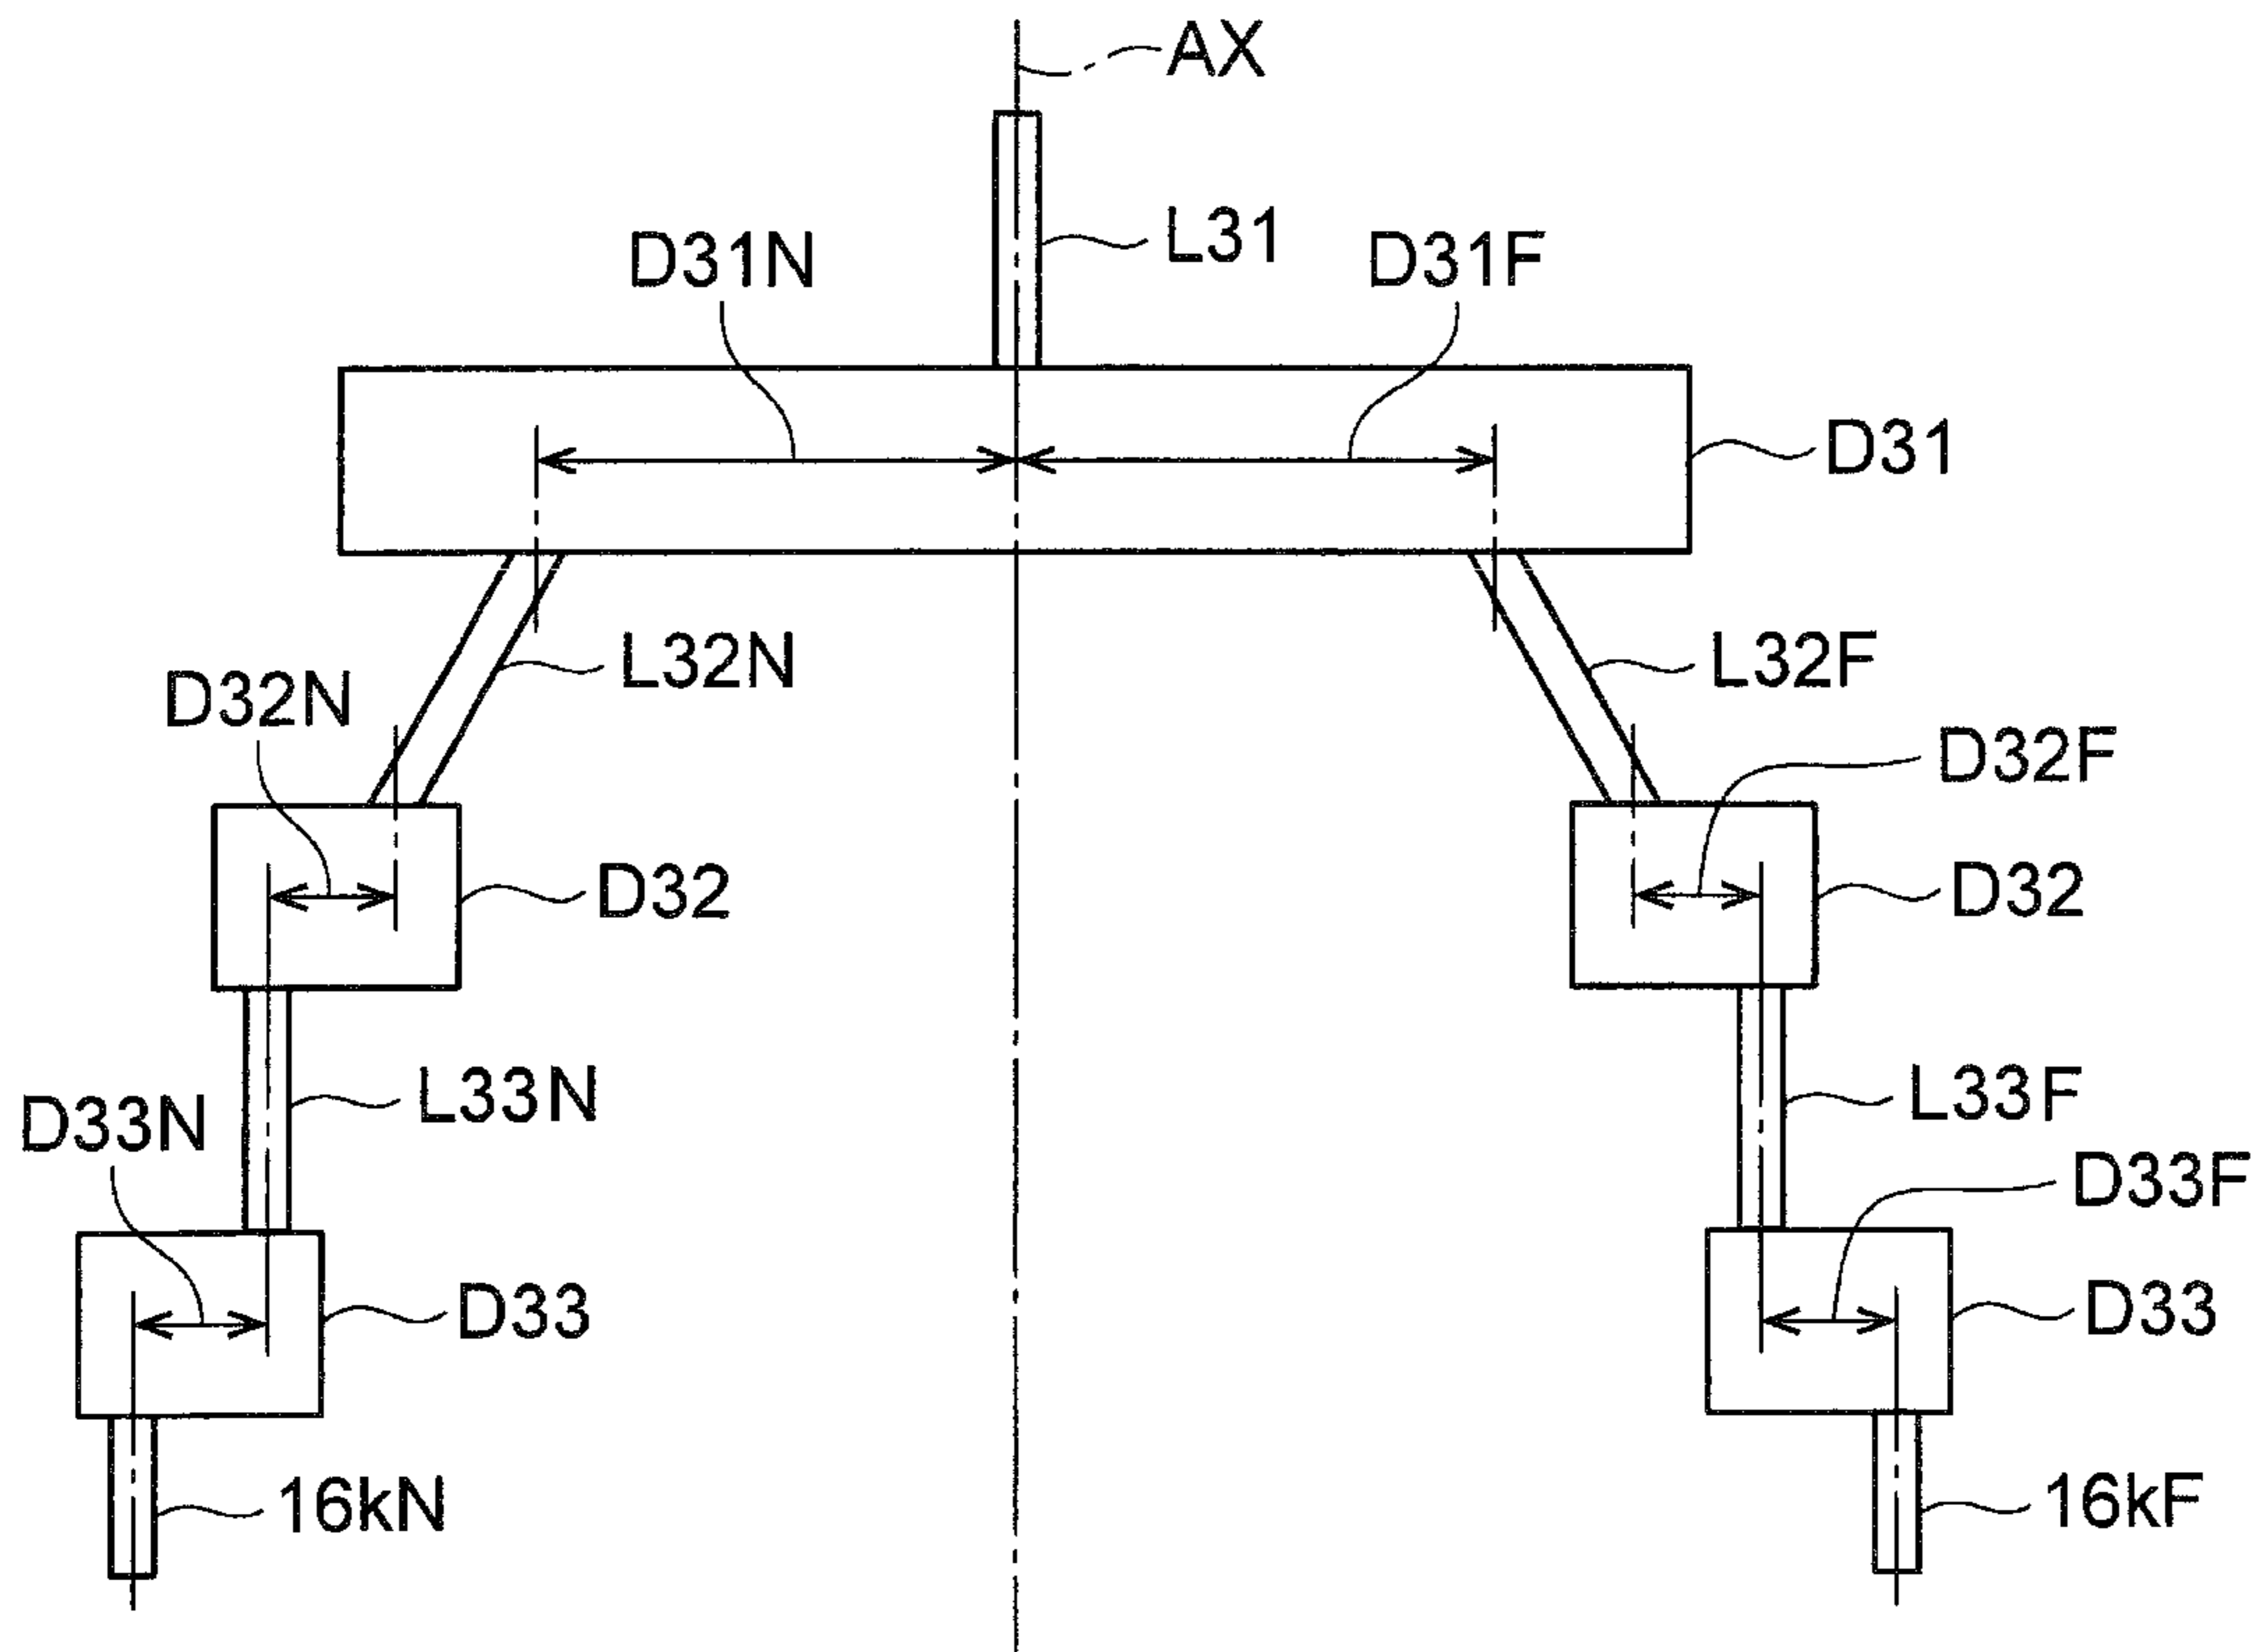 AX
L31
D31N
D31F
D31
L32N
L32F
D32N
D32F
D32
D32
L33N
L33F
D33N
D33F
D33
D33
16kN
16kF